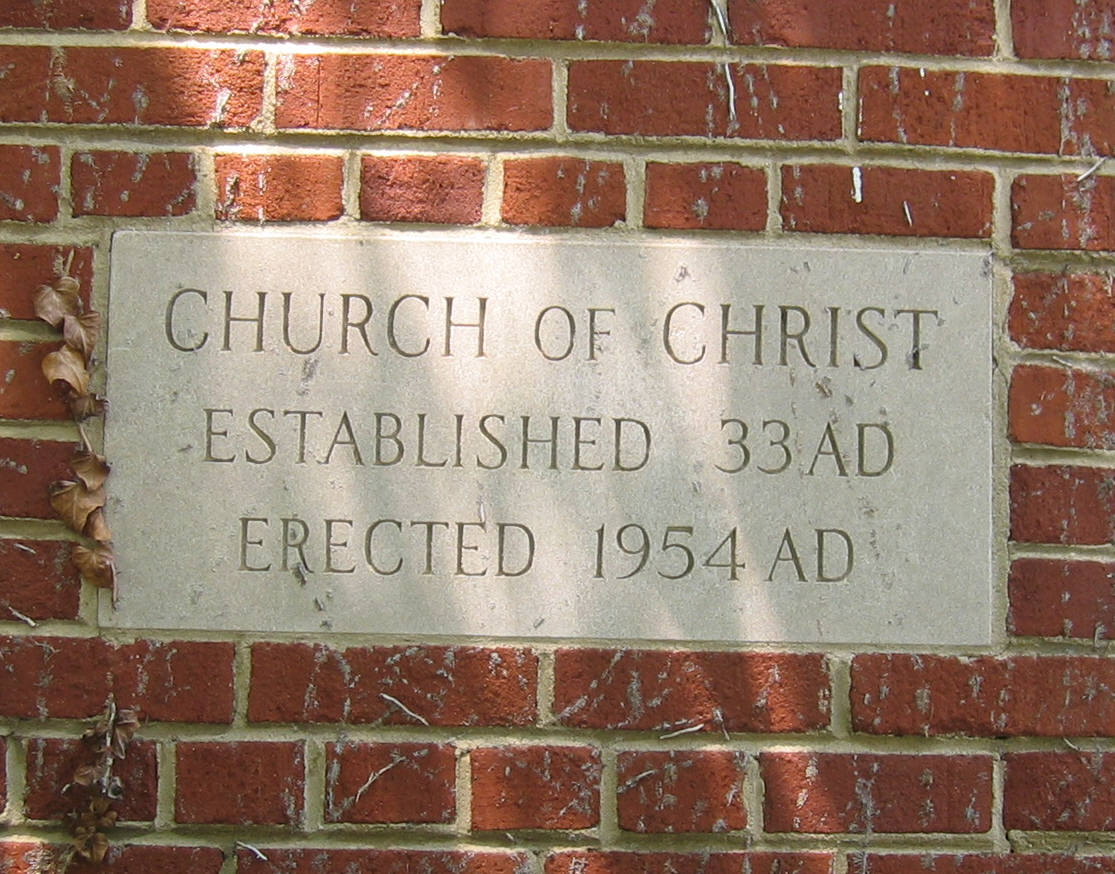 CHURCH OF CHRIST
ESTABLISHED 33 AD
ERECTED 1954 AD